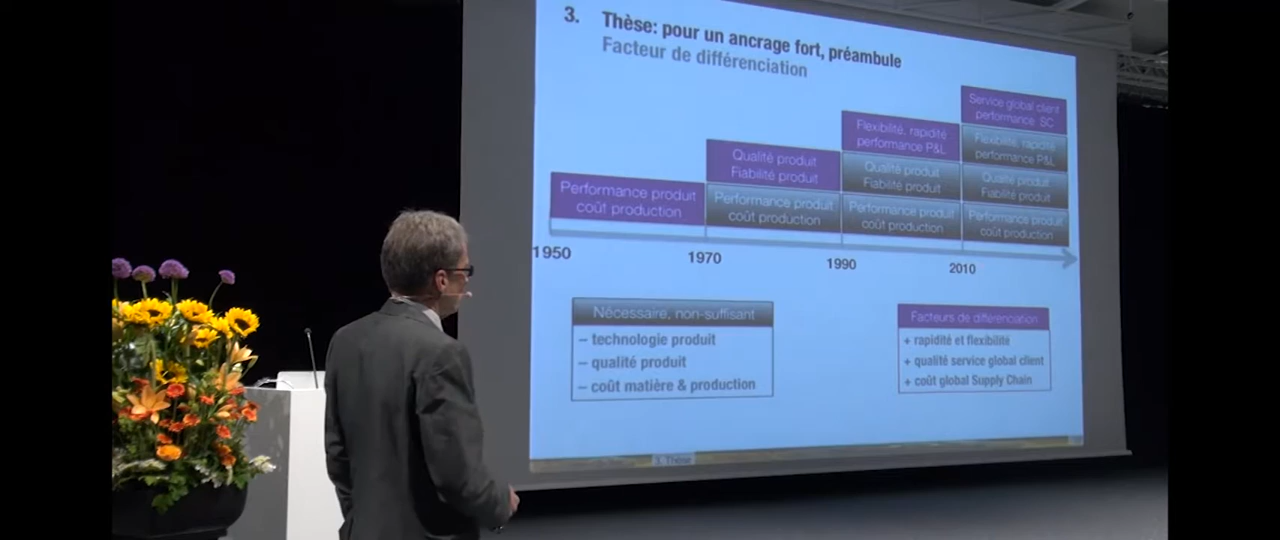 3. Thèse: pour un ancrage fort, préambule
Facteur de différenciation
Service global client
performance SC
Flexibilité, rapidité
performance P&L
Flexibilité, rapidité
performance P&L
Qualité produit
Fiabilité produit
Qualité produit
Fiabilité produit
Qualité produit
Fiabilité produit
Performance produit
coût production
Performance produit
coût production
Performance produit
coût production
Performance produit
coût production
1950
1970
1990
2010
Nécessaire, non-suffisant
– technologie produit
– qualité produit
– coût matière & production
Facteurs de différenciation
+ rapidité et flexibilité
+ qualité service global client
+ coût global Supply Chain
3. Thèse